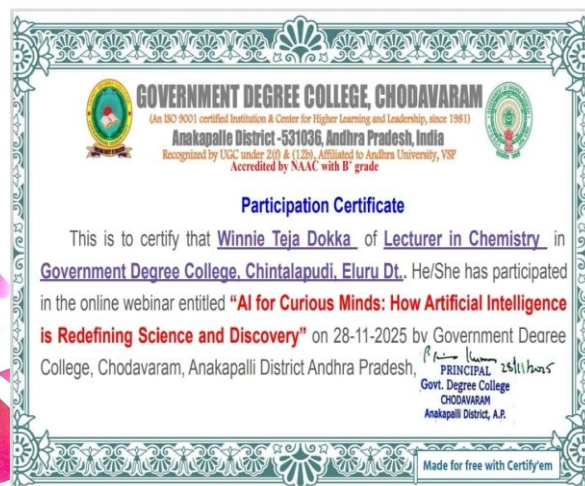 GOVERNMENT DEGREE COLLEGE, CHODAVARAM
(An ISO 9001 certified Institution & Center for Higher Learning and Leadership, since 1981)
Anakapalle District -531036, Andhra Pradesh, India
Recognized by UGC under 2(f) & (12b), Affiliated to Andhra University, VSP
Accredited by NAAC with B+ grade
Participation Certificate
This is to certify that Winnie Teja Dokka of Lecturer in Chemistry in
Government Degree College, Chintalapudi, Eluru Dt.. He/She has participated
in the online webinar entitled “AI for Curious Minds: How Artificial Intelligence
is Redefining Science and Discovery” on 28-11-2025 by Government Degree
College, Chodavaram, Anakapalli District Andhra Pradesh,
28/11/2025
PRINCIPAL
Govt. Degree College
CHODAVARAM
Anakapalli District, A.P.
Made for free with Certify'em